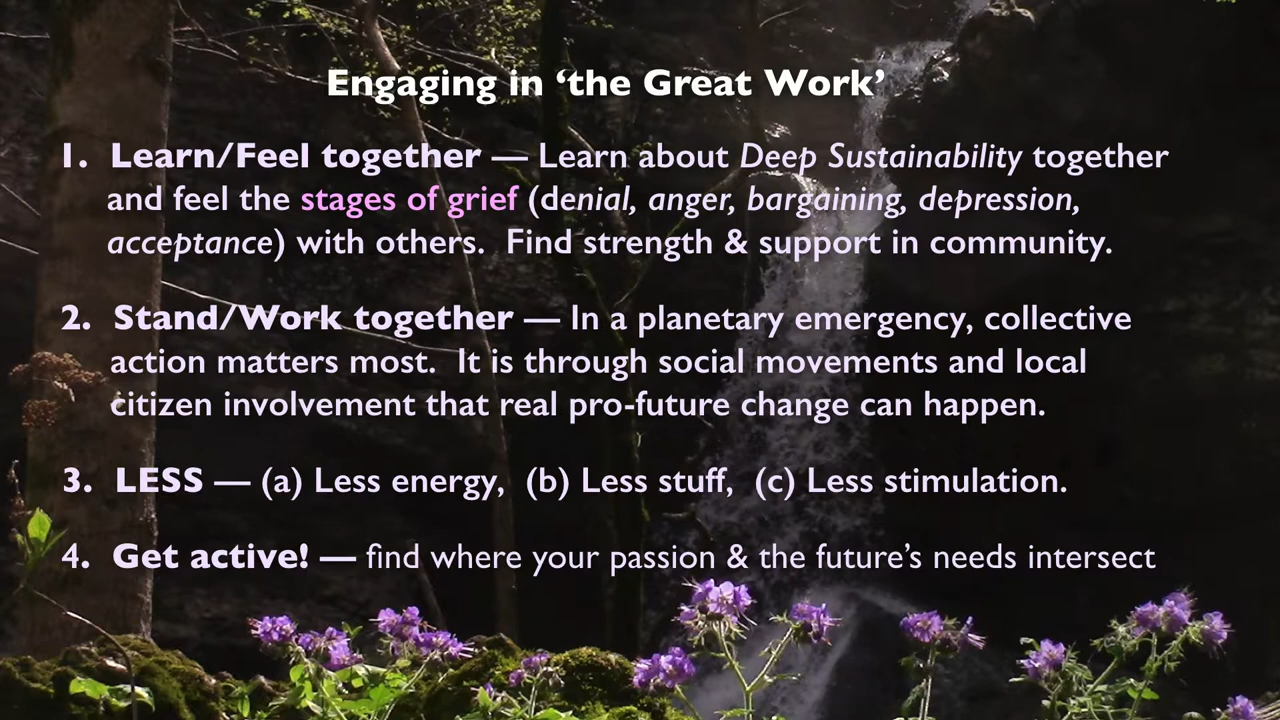 Engaging in ‘the Great Work’
1. Learn/Feel together — Learn about Deep Sustainability together
and feel the stages of grief (denial, anger, bargaining, depression,
acceptance) with others. Find strength & support in community.
2. Stand/Work together — In a planetary emergency, collective
action matters most. It is through social movements and local
citizen involvement that real pro-future change can happen.
3. LESS — (a) Less energy, (b) Less stuff, (c) Less stimulation.
4. Get active! — find where your passion & the future’s needs intersect